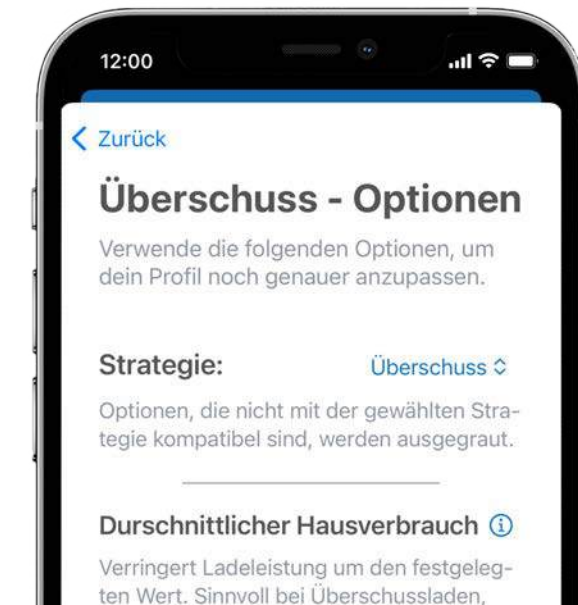 12:00
Zurück
Überschuss - Optionen
Verwende die folgenden Optionen, um
dein Profil noch genauer anzupassen.
Strategie:
Überschuss
Optionen, die nicht mit der gewählten Stra-
tegie kompatibel sind, werden ausgegraut.
Durschnittlicher Hausverbrauch
Verringert Ladeleistung um den festgeleg-
ten Wert. Sinnvoll bei Überschussladen,